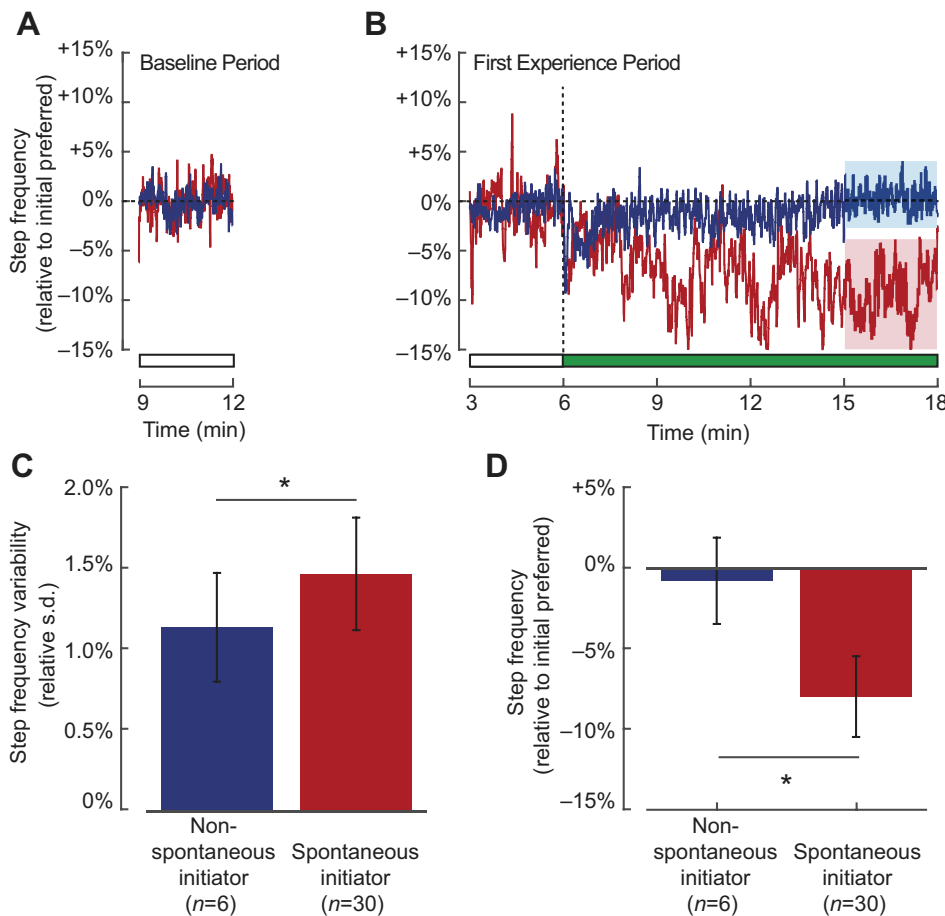 A
Baseline Period
Step frequency
(relative to initial preferred)
+15%
+10%
+5%
0%
–5%
–10%
–15%
9
12
Time (min)
B
First Experience Period
+15%
+10%
+5%
0%
–5%
–10%
–15%
3
6
9
12
15
18
Time (min)
C
Step frequency variability
(relative s.d.)
2.0%
1.5%
1.0%
0.5%
0%
*
Non-
spontaneous
initiator
(n=6)
Spontaneous
initiator
(n=30)
D
Step frequency
(relative to initial preferred)
+5%
0%
–5%
–10%
–15%
*
Non-
spontaneous
initiator
(n=6)
Spontaneous
initiator
(n=30)